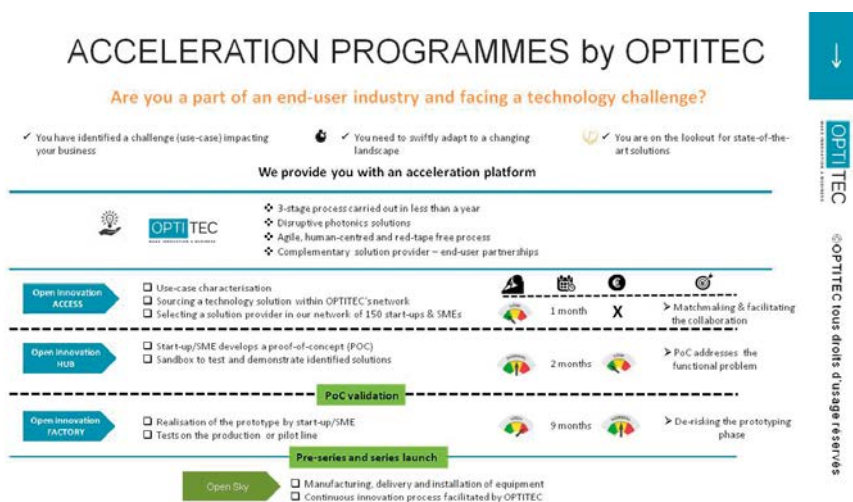 ACCELERATION PROGRAMMES by OPTITEC
Are you a part of an end-user industry and facing a technology challenge?
✓ You have identified a challenge (use-case) impacting
your business
✓ You need to swiftly adapt to a changing
landscape
✓ You are on the lookout for state-of-the-
art solutions
We provide you with an acceleration platform
OPTITEC
MAKE INNOVATION A BUSINESS
❖ 3-stage process carried out in less than a year
❖ Disruptive photonics solutions
❖ Agile, human-centred and red-tape free process
❖ Complementary solution provider – end-user partnerships
Open Innovation
ACCESS
❑ Use-case characterisation
❑ Sourcing a technology solution within OPTITEC's network
❑ Selecting a solution provider in our network of 150 start-ups & SMEs
1 month
X
➢ Matchmaking & facilitating
the collaboration
Open Innovation
HUB
❑ Start-up/SME develops a proof-of-concept (POC)
❑ Sandbox to test and demonstrate identified solutions
2 months
➢ PoC addresses the
functional problem
PoC validation
Open Innovation
FACTORY
❑ Realisation of the prototype by start-up/SME
❑ Tests on the production or pilot line
9 months
➢ De-risking the prototyping
phase
Pre-series and series launch
Open Sky
❑ Manufacturing, delivery and installation of equipment
❑ Continuous innovation process facilitated by OPTITEC
OPTITEC
MAKE INNOVATION A BUSINESS
©OPTITEC tous droits d'usage réservés